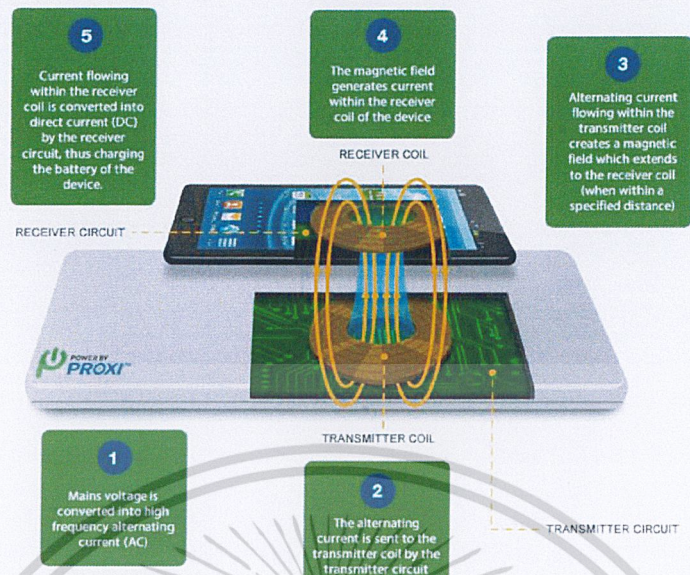 5
Current flowing
within the receiver
coil is converted into
direct current (DC)
by the receiver
circuit, thus charging
the battery of the
device.
4
The magnetic field
generates current
within the receiver
coil of the device
3
Alternating current
flowing within the
transmitter coil
creates a magnetic
field which extends
to the receiver coil
(when within a
specified distance)
RECEIVER COIL
RECEIVER CIRCUIT
POWER BY
PROXI™
TRANSMITTER COIL
1
Mains voltage is
converted into high
frequency alternating
current (AC)
2
The alternating
current is sent to the
transmitter coil by the
transmitter circuit
TRANSMITTER CIRCUIT